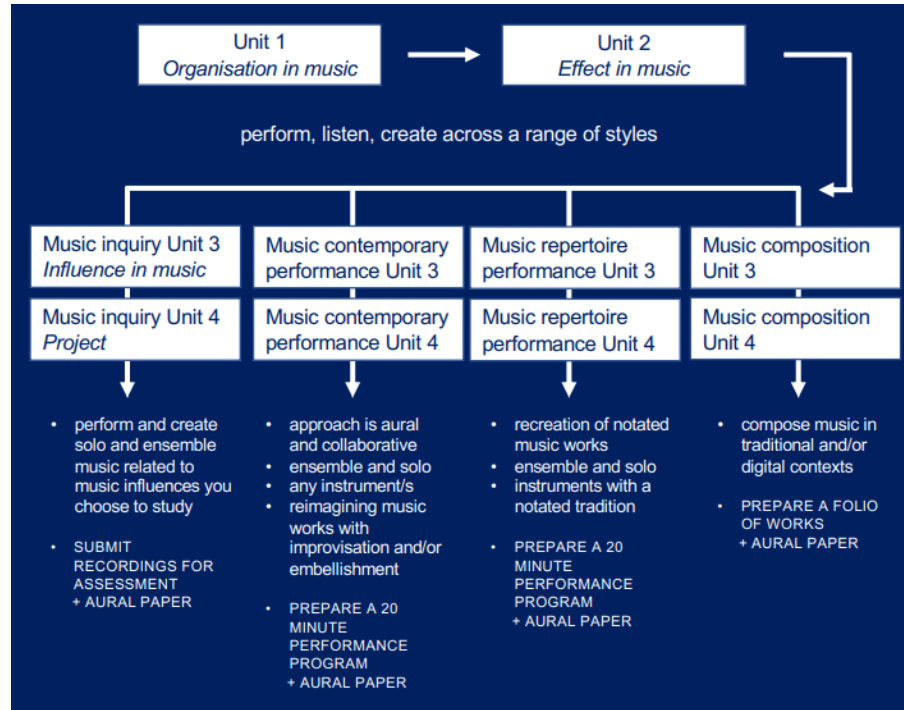 Unit 1
Organisation in music
Unit 2
Effect in music
perform, listen, create across a range of styles
Music inquiry Unit 3
Influence in music
Music inquiry Unit 4
Project
• perform and create
solo and ensemble
music related to
music influences you
choose to study
• SUBMIT
RECORDINGS FOR
ASSESSMENT
+ AURAL PAPER
Music contemporary
performance Unit 3
Music contemporary
performance Unit 4
• approach is aural
and collaborative
• ensemble and solo
• any instrument/s
• reimagining music
works with
improvisation and/or
embellishment
• PREPARE A 20
MINUTE
PERFORMANCE
PROGRAM
+ AURAL PAPER
Music repertoire
performance Unit 3
Music repertoire
performance Unit 4
• recreation of notated
music works
• ensemble and solo
• instruments with a
notated tradition
• PREPARE A 20
MINUTE
PERFORMANCE
PROGRAM
+ AURAL PAPER
Music composition
Unit 3
Music composition
Unit 4
• compose music in
traditional and/or
digital contexts
• PREPARE A FOLIO
OF WORKS
+ AURAL PAPER